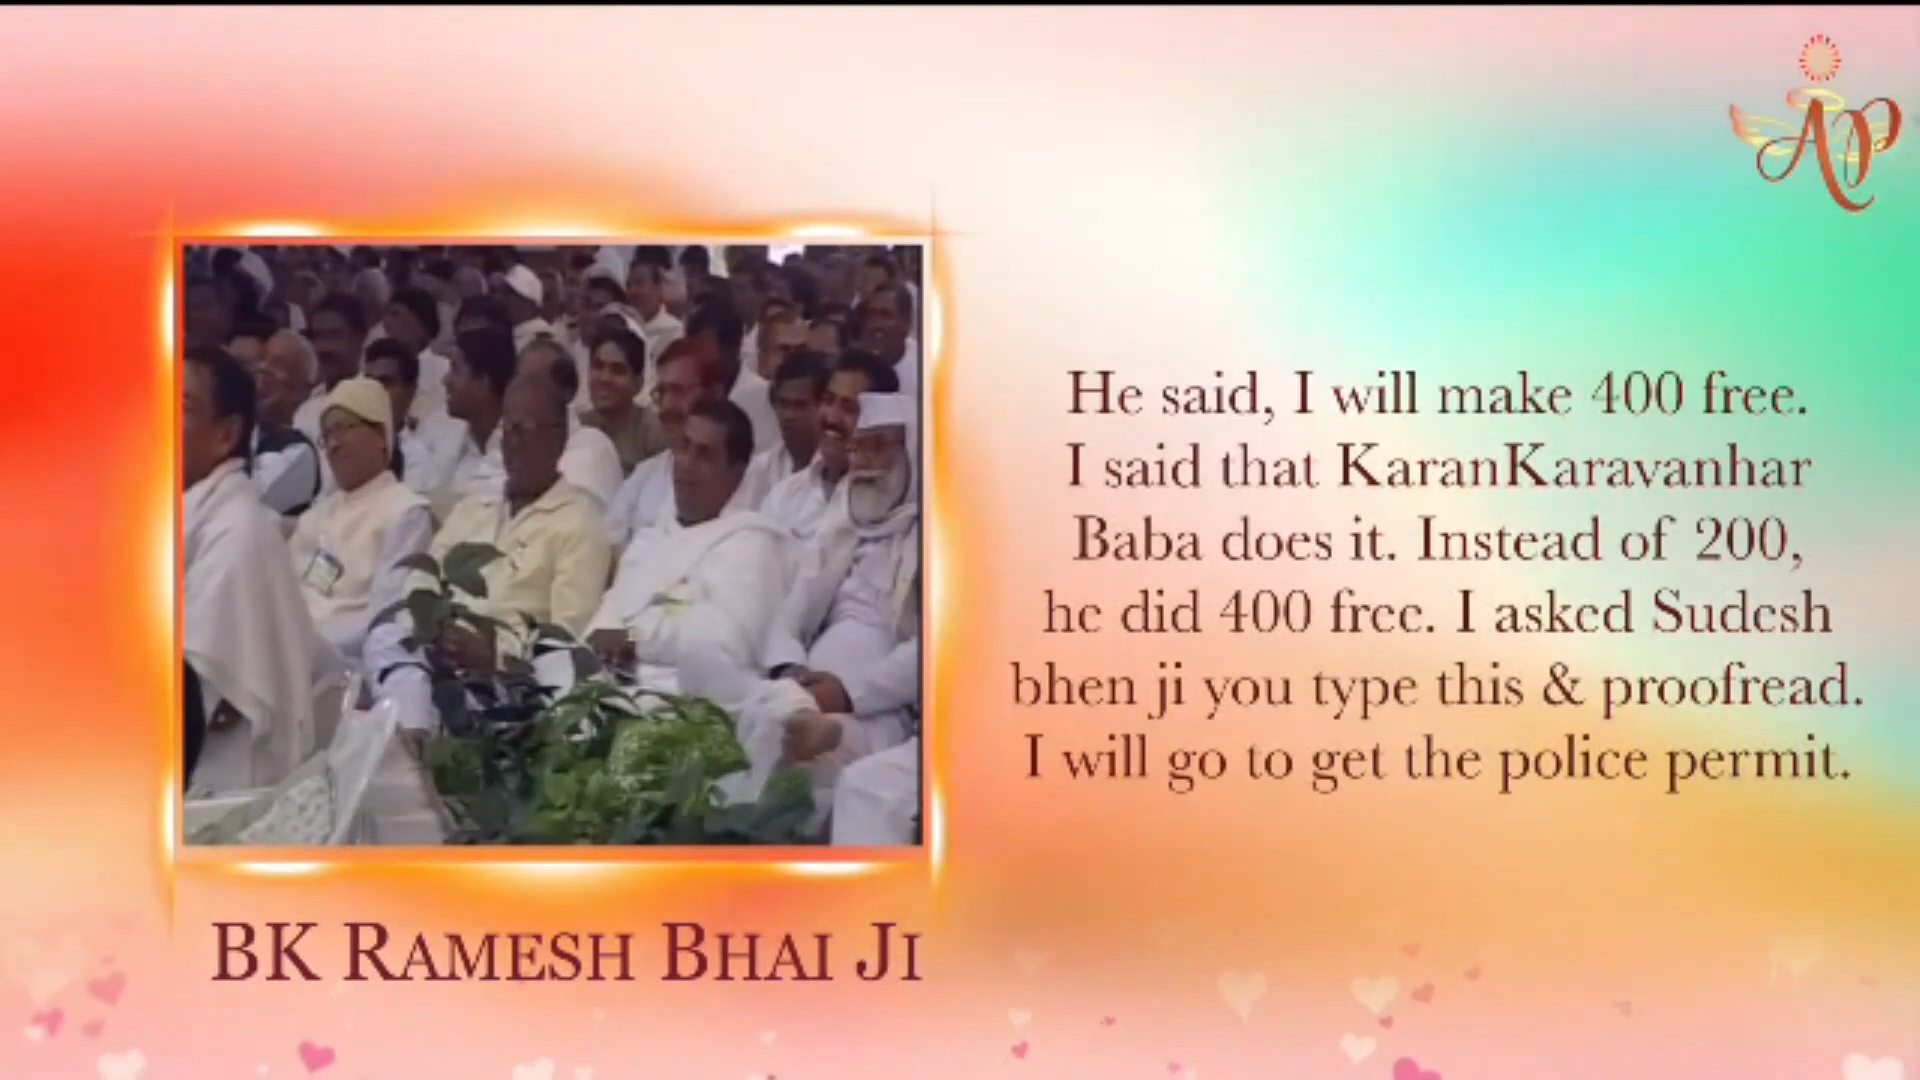 AP
He said, I will make 400 free.
I said that KaranKaravanhar
Baba does it. Instead of 200,
he did 400 free. I asked Sudesh
bhen ji you type this & proofread.
I will go to get the police permit.
BK RAMESH BHAI JI